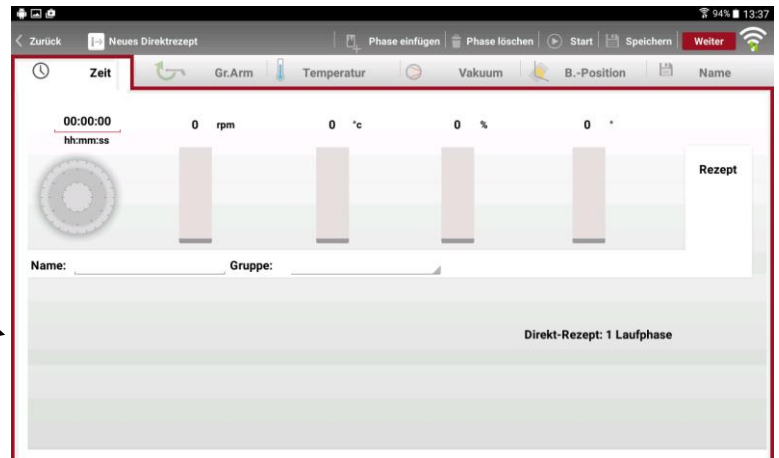 94% 13:37
Zurück Neues Direktrezept Phase einfügen Phase löschen Start Speichern Weiter
Zeit Gr.Arm Temperatur Vakuum B.-Position Name
00:00:00 0 rpm 0 °c 0 % 0 °
hh:mm:ss
Rezept
Name: Gruppe:
Direkt-Rezept: 1 Laufphase